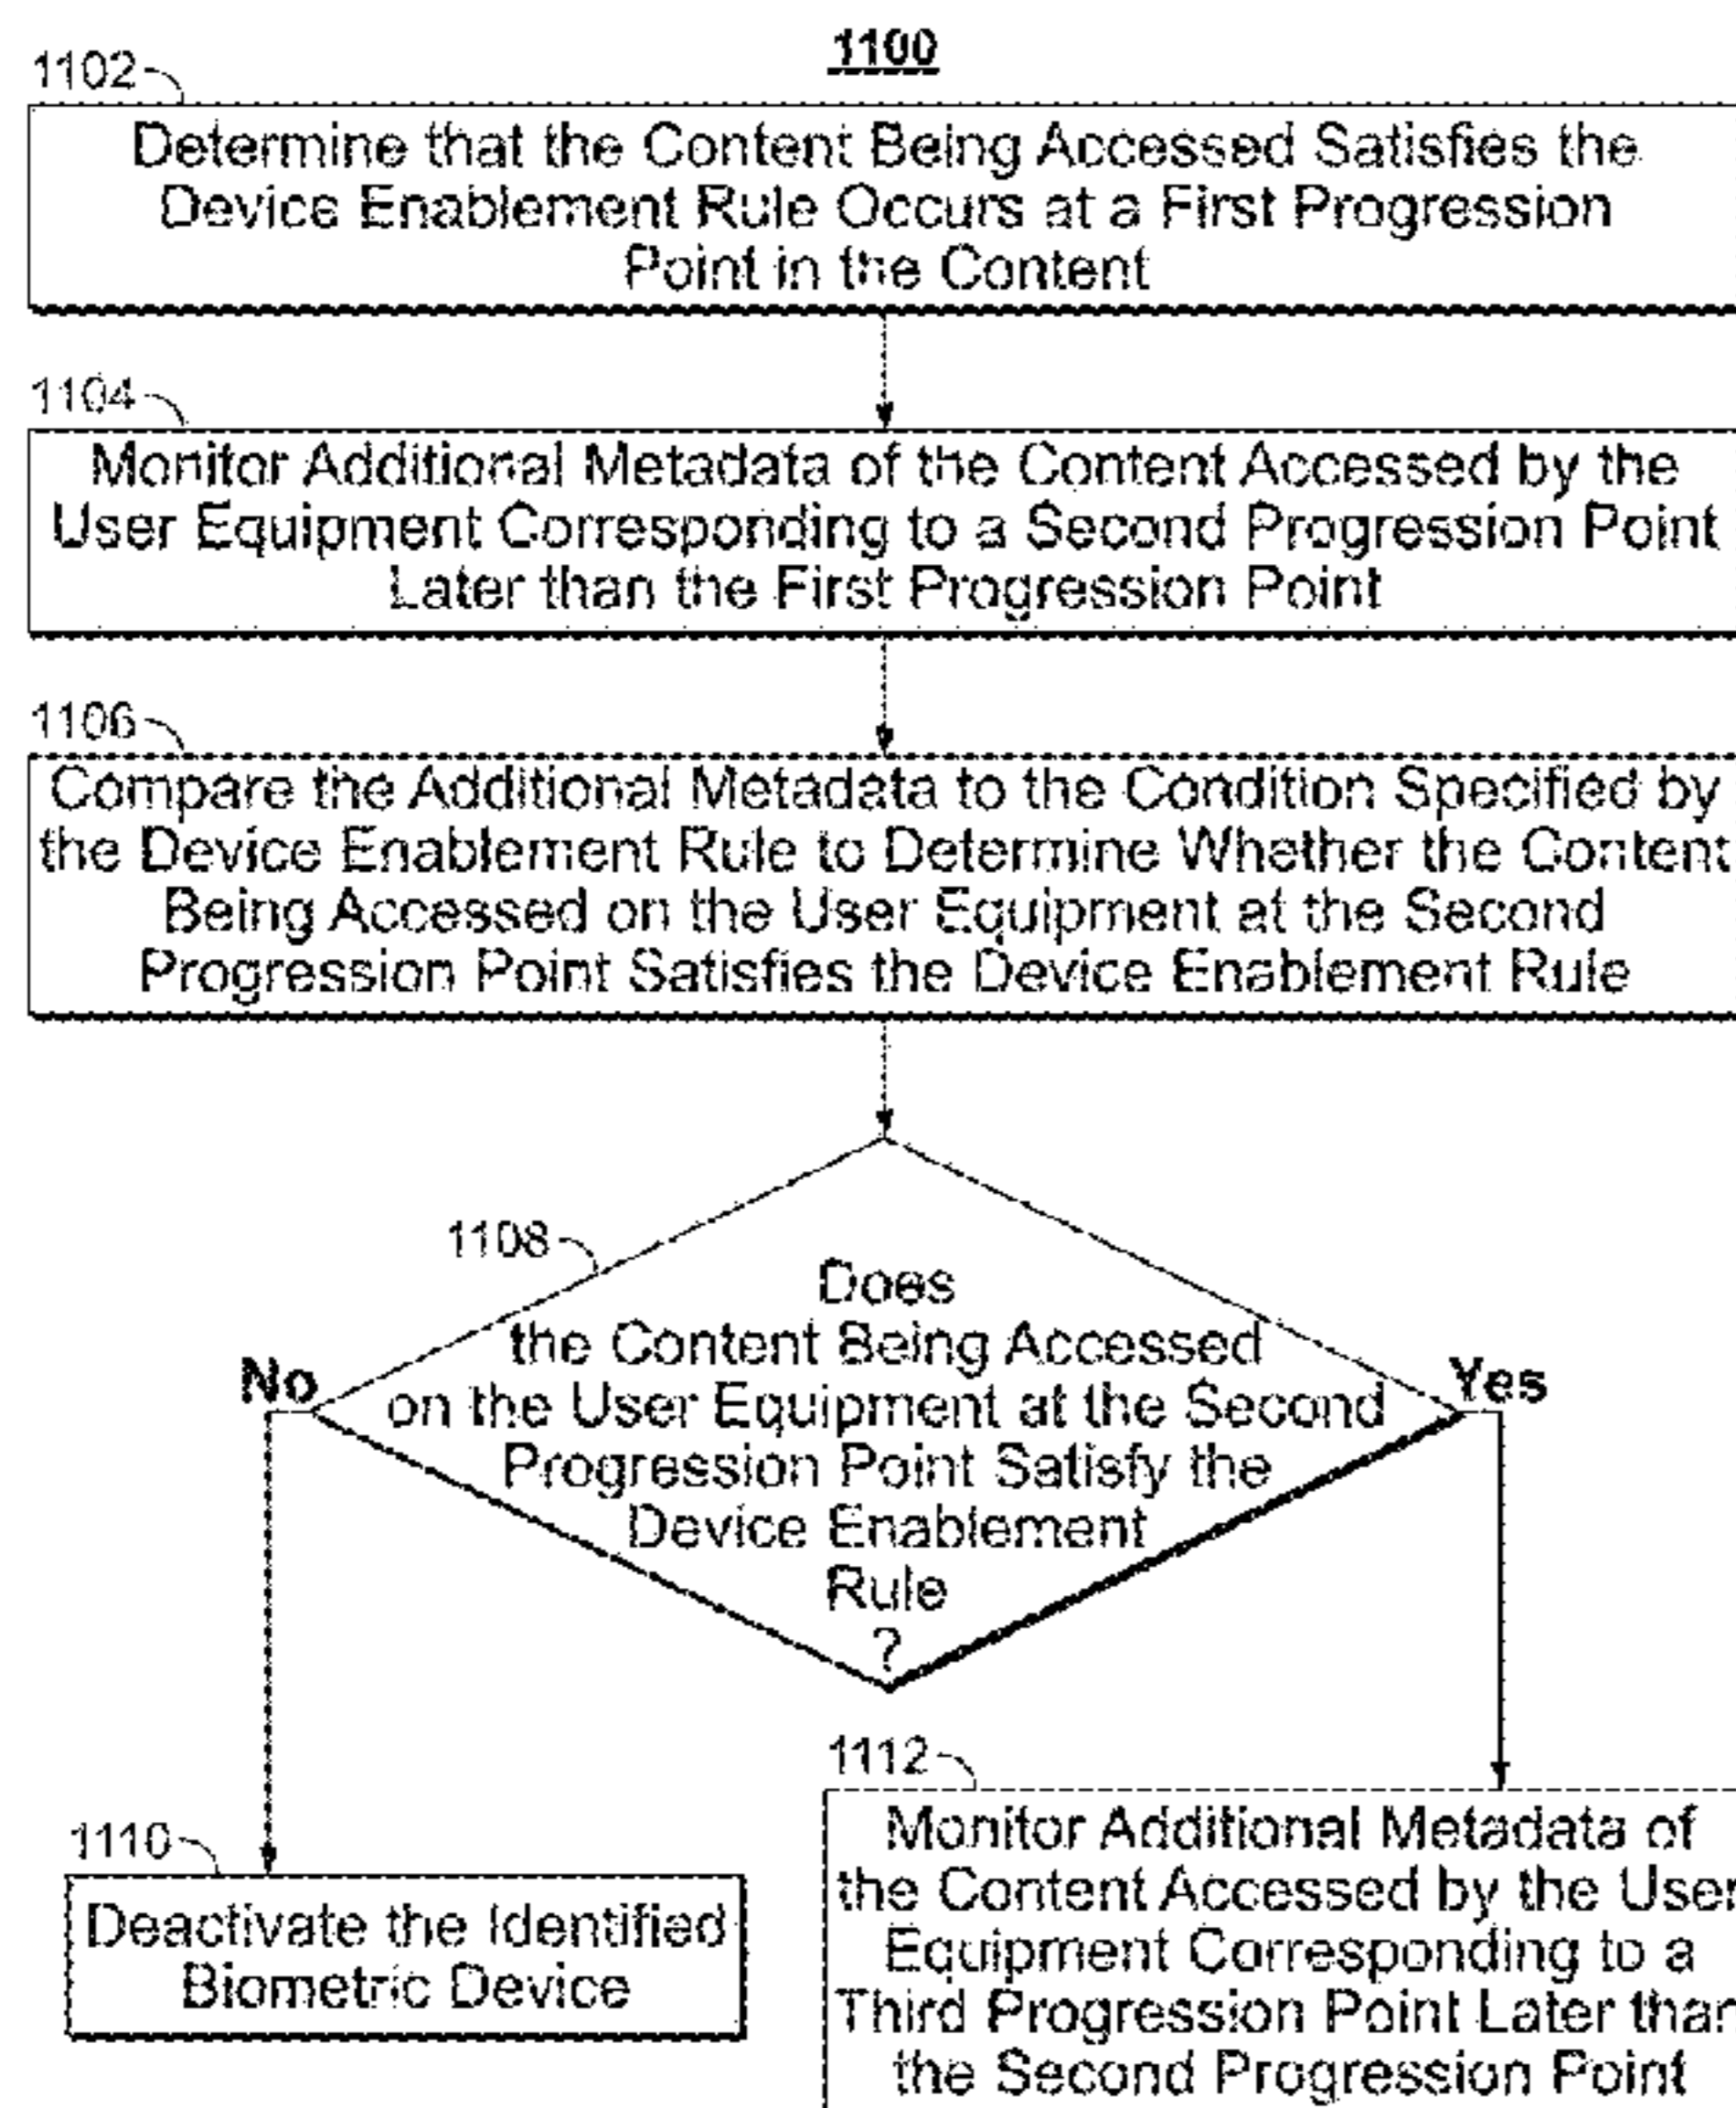 1100
1102
Determine that the Content Being Accessed Satisfies the
Device Enablement Rule Occurs at a First Progression
Point in the Content
1104
Monitor Additional Metadata of the Content Accessed by the
User Equipment Corresponding to a Second Progression Point
Later than the First Progression Point
1106
Compare the Additional Metadata to the Condition Specified by
the Device Enablement Rule to Determine Whether the Content
Being Accessed on the User Equipment at the Second
Progression Point Satisfies the Device Enablement Rule
1108
Does
the Content Being Accessed
on the User Equipment at the Second
Progression Point Satisfy the
Device Enablement
Rule
?
No
Yes
1110
Deactivate the Identified
Biometric Device
1112
Monitor Additional Metadata of
the Content Accessed by the User
Equipment Corresponding to a
Third Progression Point Later than
the Second Progression Point